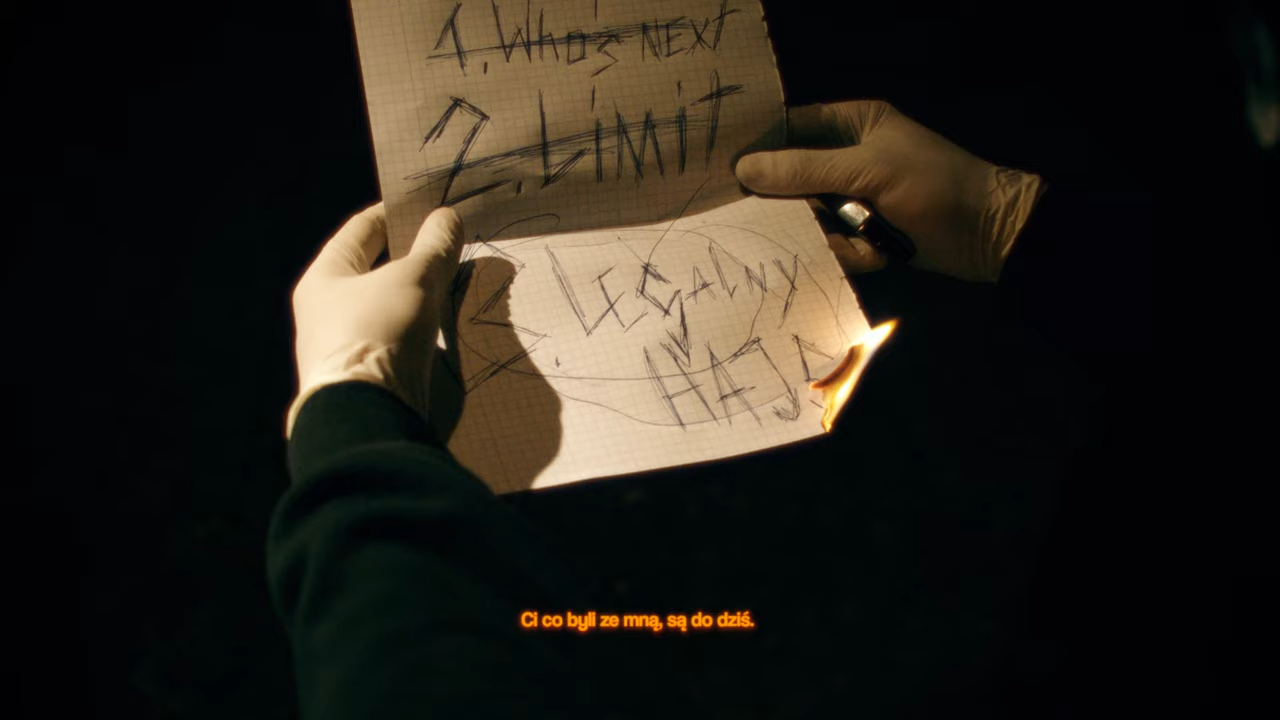 1. Who's NEXT
2. LiMiT
3. LEGALNY
HAJS
Ci co byli ze mną, są do dziś.